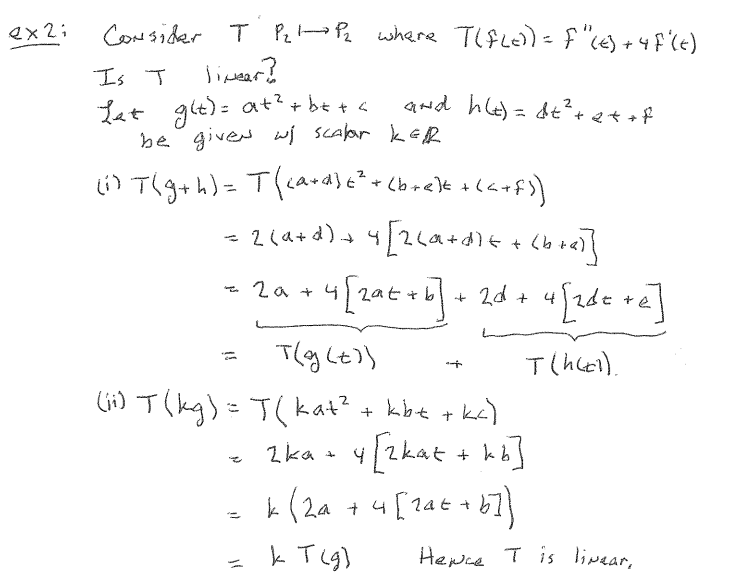 ex2: Consider T P₂ ↦ P₂ where T(f(t)) = f''(t) + 4f'(t)
Is T linear?
Let g(t) = at² + bt + c and h(t) = dt² + et + f
be given w/ scalar k∈ℝ
(i) T(g+h) = T((a+d)t² + (b+e)t + (c+f))
= 2(a+d) + 4[2(a+d)t + (b+e)]
= 2a + 4[2at + b] + 2d + 4[2dt + e]
= T(g(t)) + T(h(t)).
(ii) T(kg) = T(kat² + kbt + kc)
= 2ka + 4[2kat + kb]
= k(2a + 4[2at + b])
= k T(g) Hence T is linear.